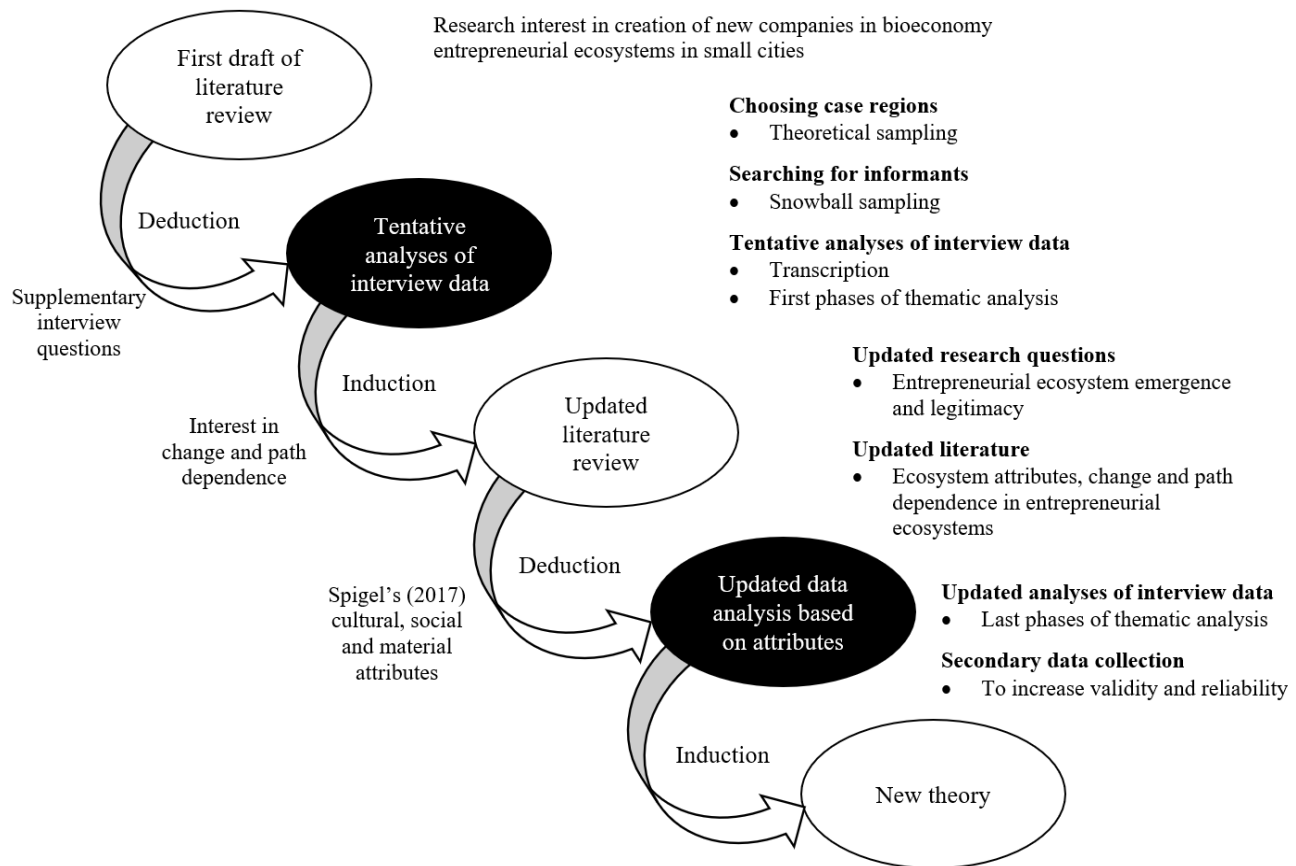 Research interest in creation of new companies in bioeconomy
entrepreneurial ecosystems in small cities
First draft of
literature
review
Choosing case regions
• Theoretical sampling
Searching for informants
• Snowball sampling
Deduction
Tentative
analyses of
interview data
Tentative analyses of interview data
• Transcription
• First phases of thematic analysis
Supplementary
interview
questions
Induction
Updated
literature
review
Updated research questions
• Entrepreneurial ecosystem emergence
and legitimacy
Interest in
change and path
dependence
Updated literature
• Ecosystem attributes, change and path
dependence in entrepreneurial
ecosystems
Deduction
Updated data
analysis based
on attributes
Spigel’s (2017)
cultural, social
and material
attributes
Updated analyses of interview data
• Last phases of thematic analysis
Secondary data collection
• To increase validity and reliability
Induction
New theory